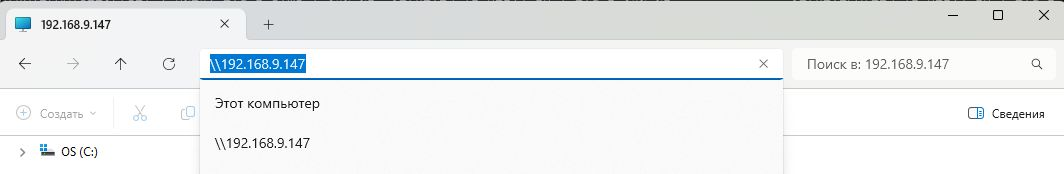 192.168.9.147
\\192.168.9.147
Поиск в: 192.168.9.147
Этот компьютер
Создать
Сведения
\\192.168.9.147
OS (C:)